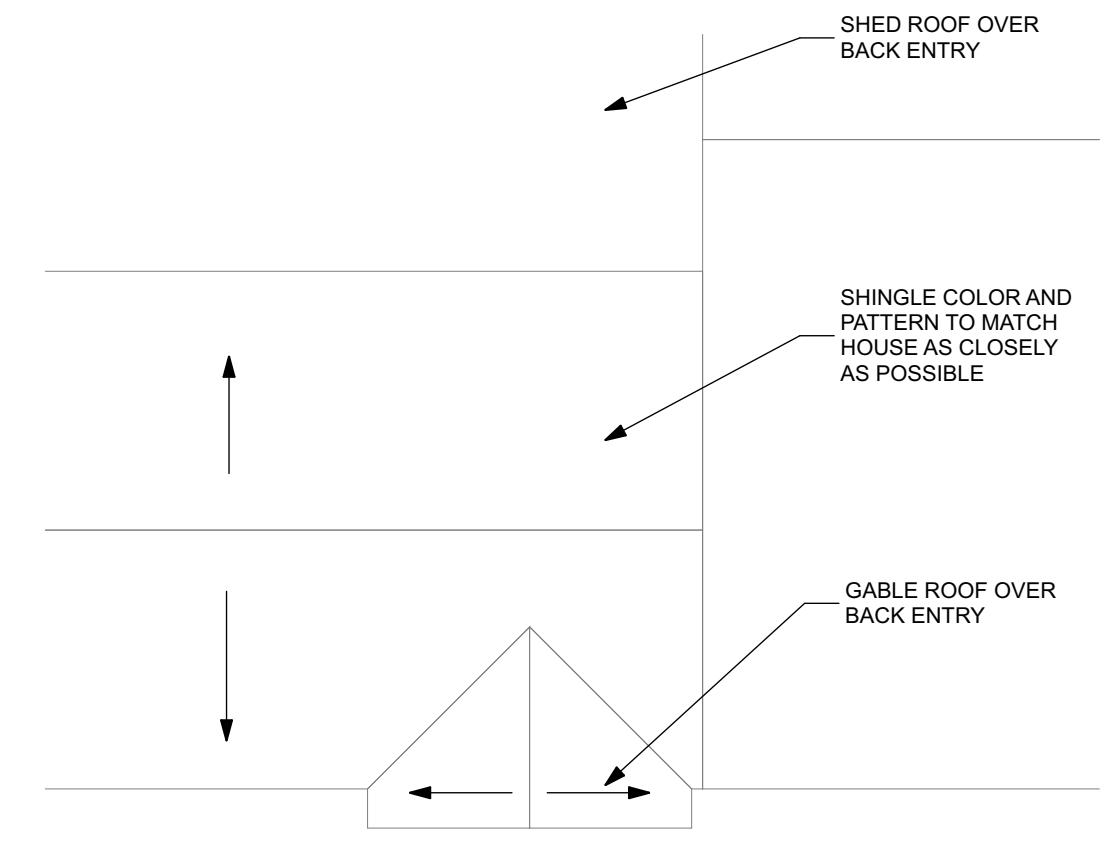 SHED ROOF OVER
BACK ENTRY
SHINGLE COLOR AND
PATTERN TO MATCH
HOUSE AS CLOSELY
AS POSSIBLE
GABLE ROOF OVER
BACK ENTRY